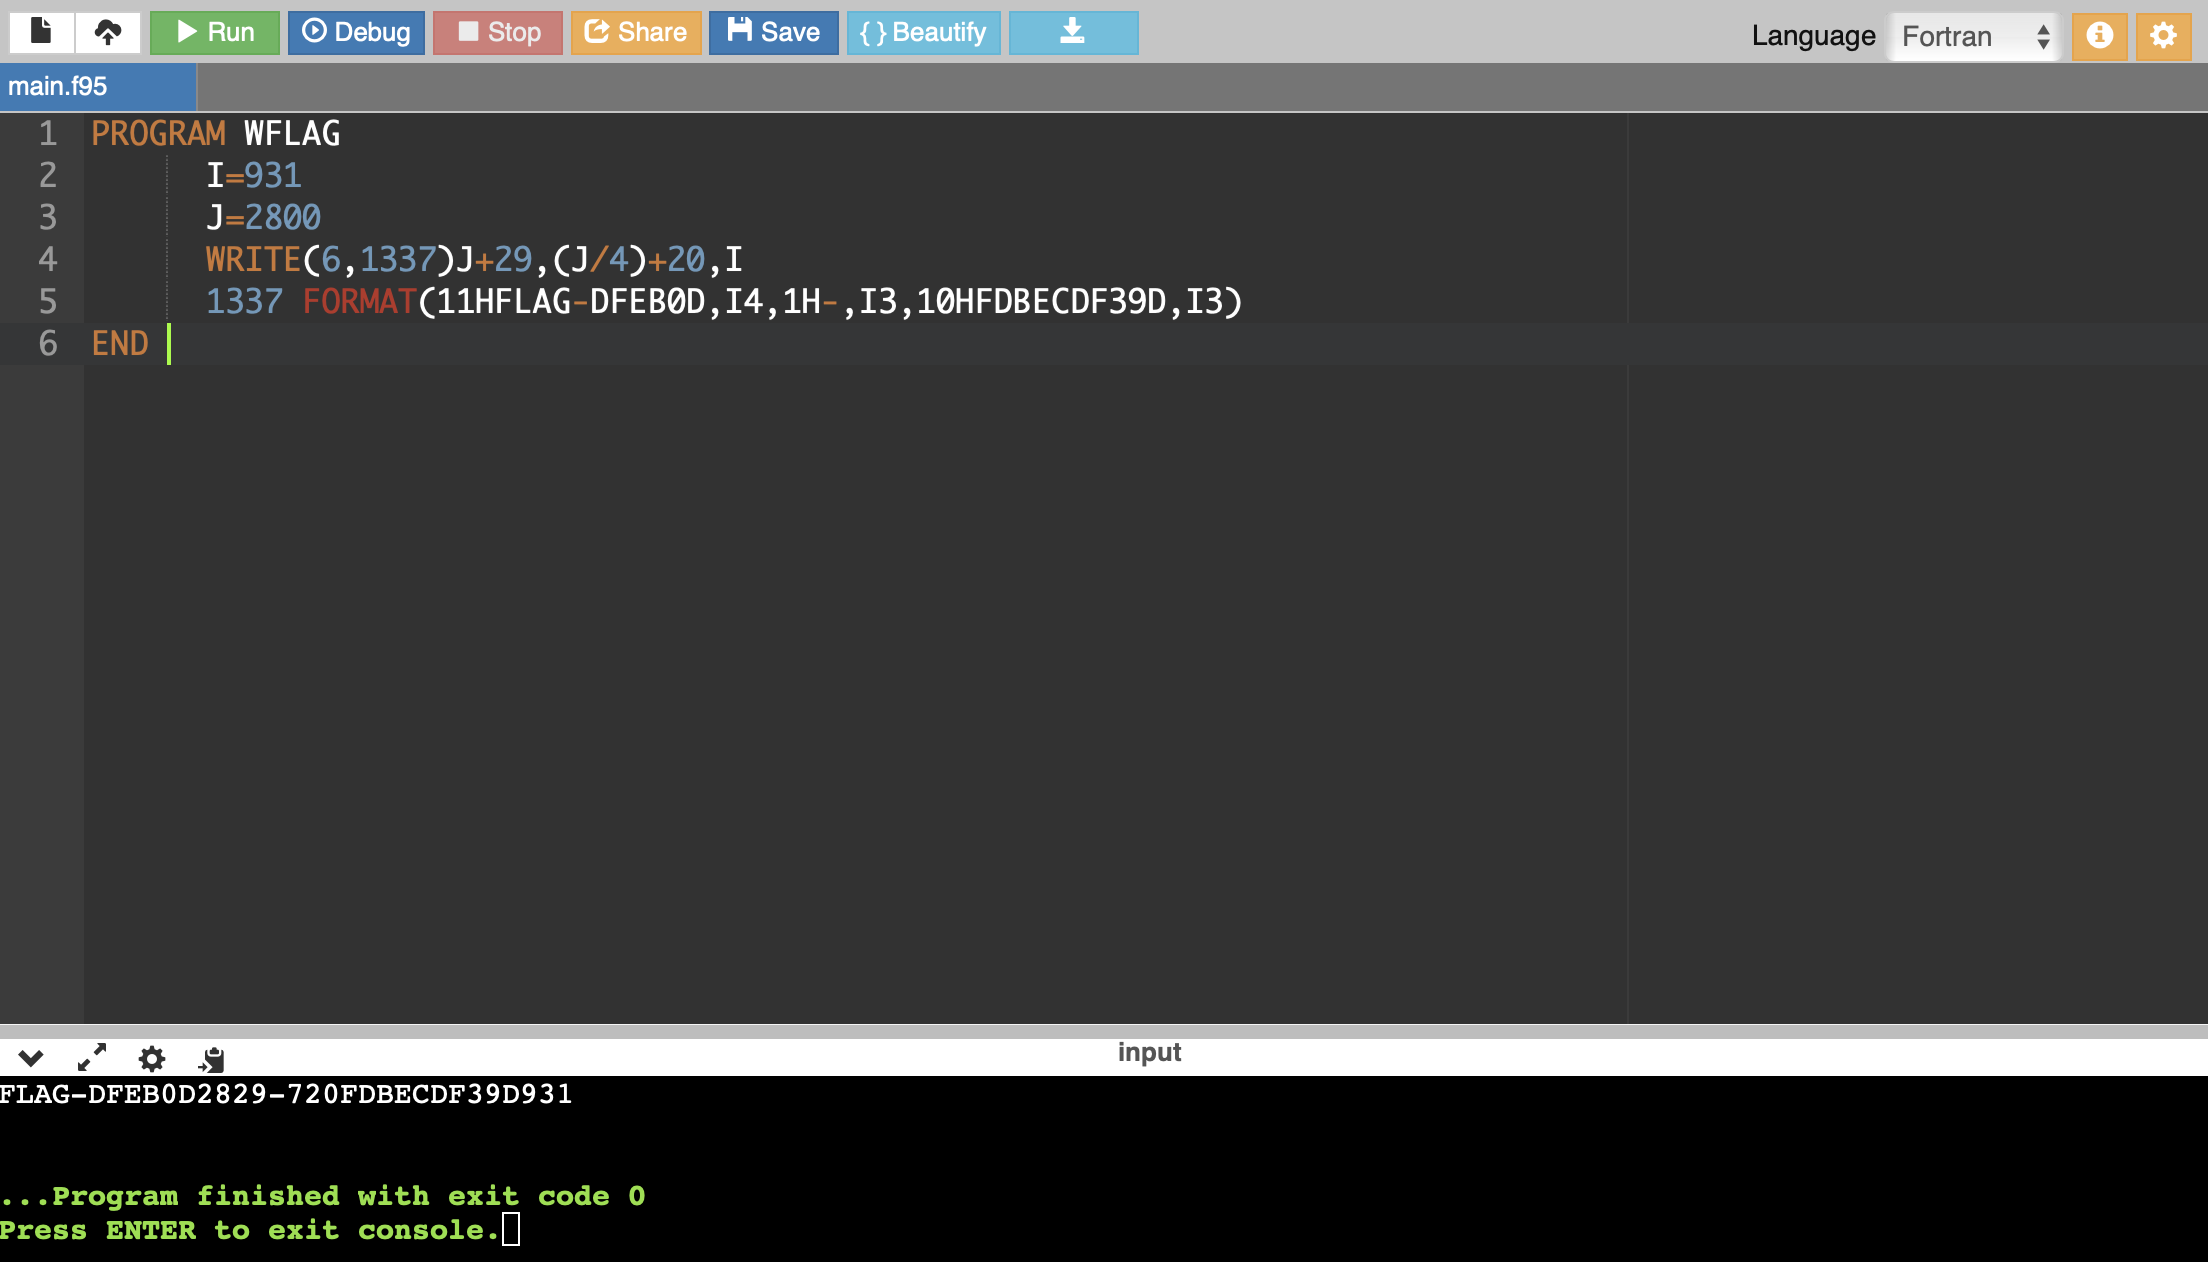 Run Debug Stop Share Save {} Beautify Language Fortran
main.f95
1 PROGRAM WFLAG
2 I=931
3 J=2800
4 WRITE(6,1337)J+29,(J/4)+20,I
5 1337 FORMAT(11HFLAG-DFEB0D,I4,1H-,I3,10HFDBECDF39D,I3)
6 END
input
FLAG-DFEB0D2829-720FDBECDF39D931
...Program finished with exit code 0
Press ENTER to exit console.